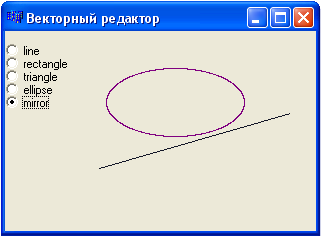 Векторный редактор
line
rectangle
triangle
ellipse
mirror